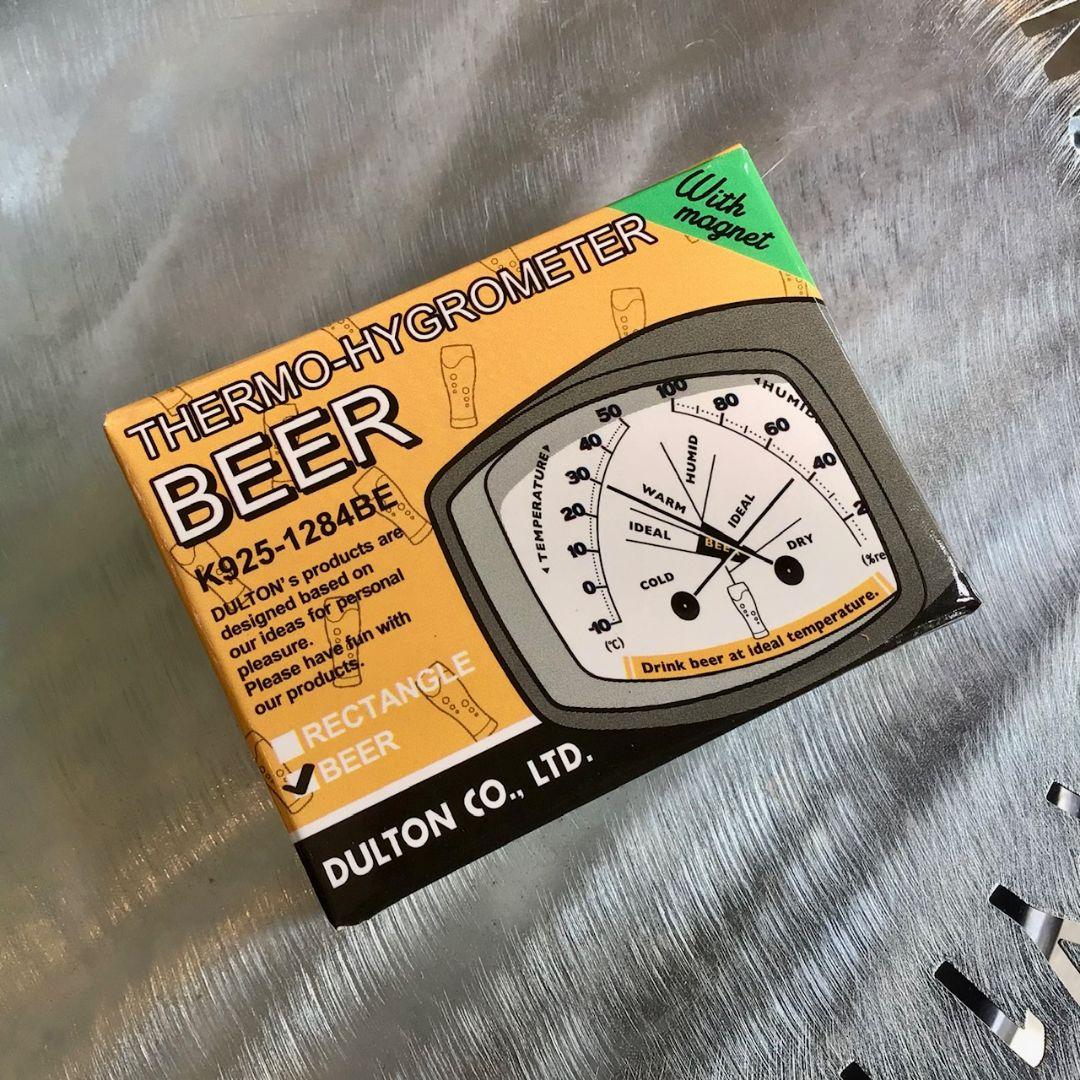 With
magnet
THERMO-HYGROMETER
BEER
K925-1284BE
DULTON's products are
designed based on
our ideas for personal
pleasure.
Please have fun with
our products.
RECTANGLE
BEER
DULTON CO., LTD.
TEMPERATURE
50
40
30
20
10
0
-10
(°C)
100
80
60
40
HUMID
WARM
IDEAL
COLD
IDEAL
DRY
Drink beer at ideal temperature.